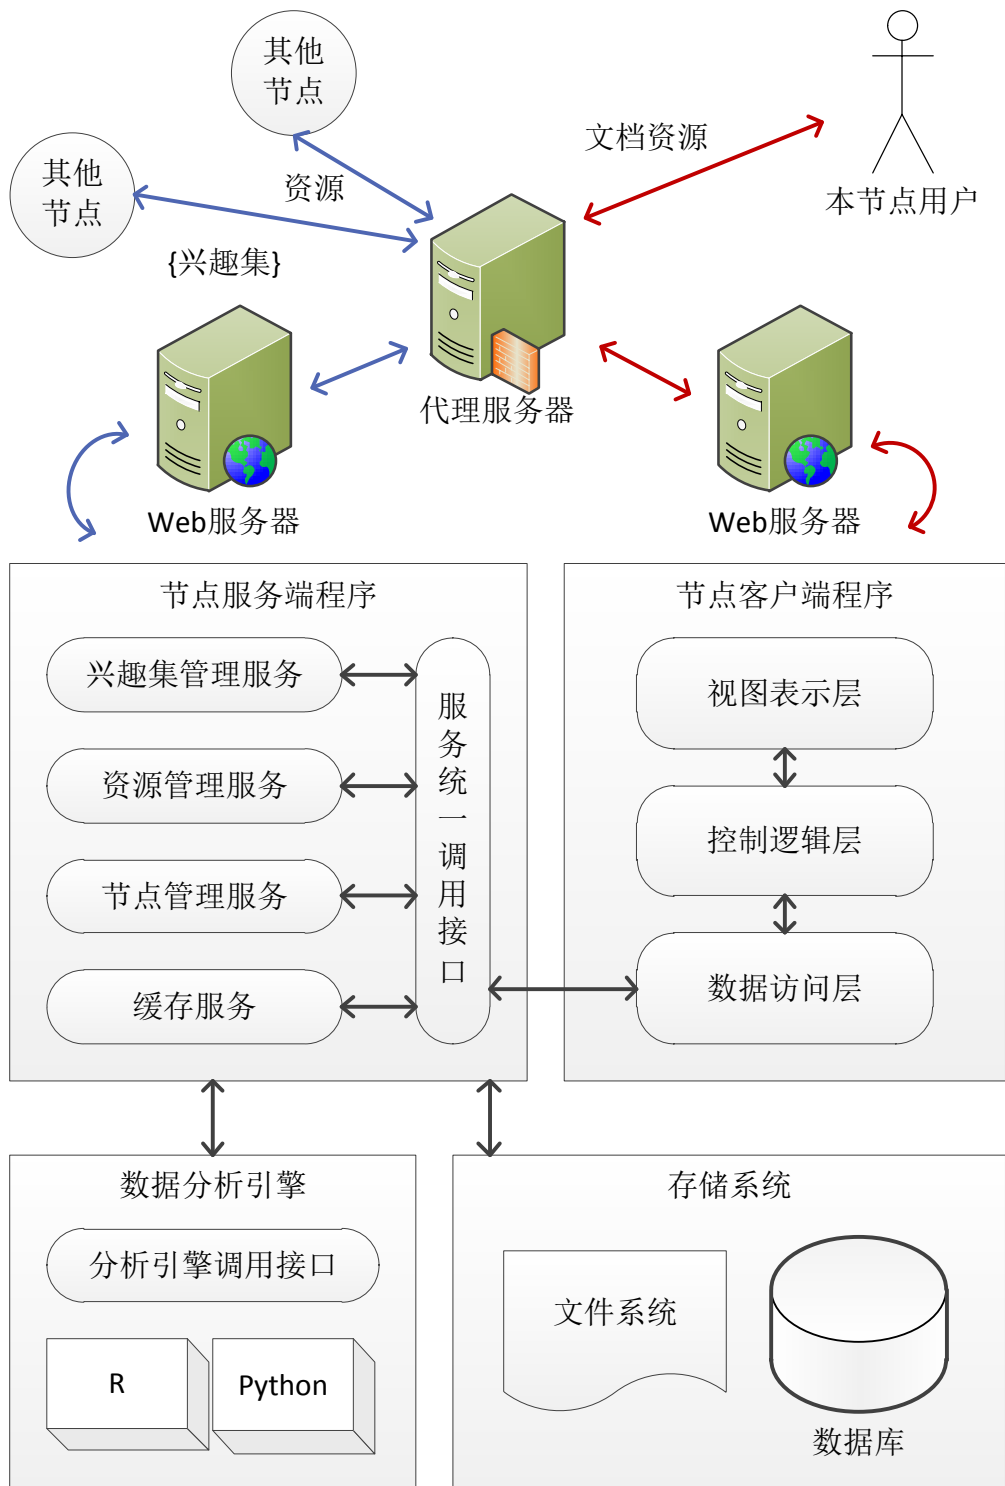 其他
节点
其他
节点
资源
{兴趣集}
文档资源
本节点用户
代理服务器
Web服务器
Web服务器
节点服务端程序
兴趣集管理服务
资源管理服务
节点管理服务
缓存服务
服务统一调用接口
节点客户端程序
视图表示层
控制逻辑层
数据访问层
数据分析引擎
分析引擎调用接口
R
Python
存储系统
文件系统
数据库